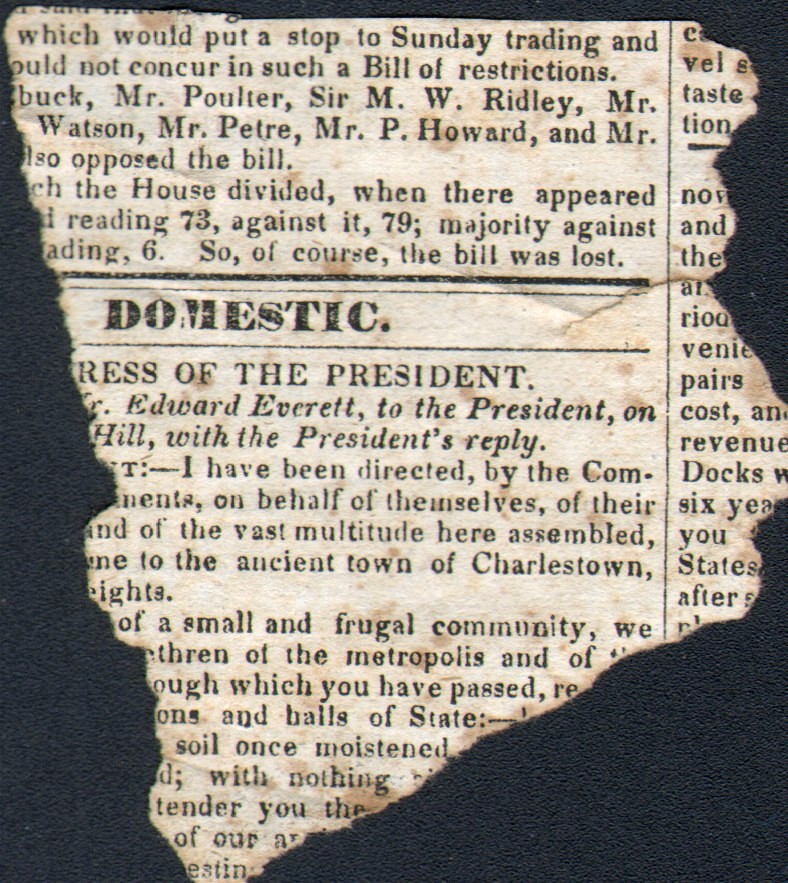 which would put a stop to Sunday trading and
ould not concur in such a Bill of restrictions.
buck, Mr. Poulter, Sir M. W. Ridley, Mr.
Watson, Mr. Petre, Mr. P. Howard, and Mr.
lso opposed the bill.
ch the House divided, when there appeared
d reading 73, against it, 79; majority against
ading, 6. So, of course, the bill was lost.
DOMESTIC.
RESS OF THE PRESIDENT.
r. Edward Everett, to the President, on
Hill, with the President's reply.
NT:—I have been directed, by the Com-
nents, on behalf of themselves, of their
and of the vast multitude here assembled,
me to the ancient town of Charlestown,
eights.
of a small and frugal community, we
ethren of the metropolis and of
ough which you have passed, re
ons and halls of State:—
soil once moistened
d; with nothing
tender you the
of our
estin
vel s
taste
tion
nov
and
the
ar
riod
venie
pairs
cost, an
revenue
Docks w
six yea
you
States
after s